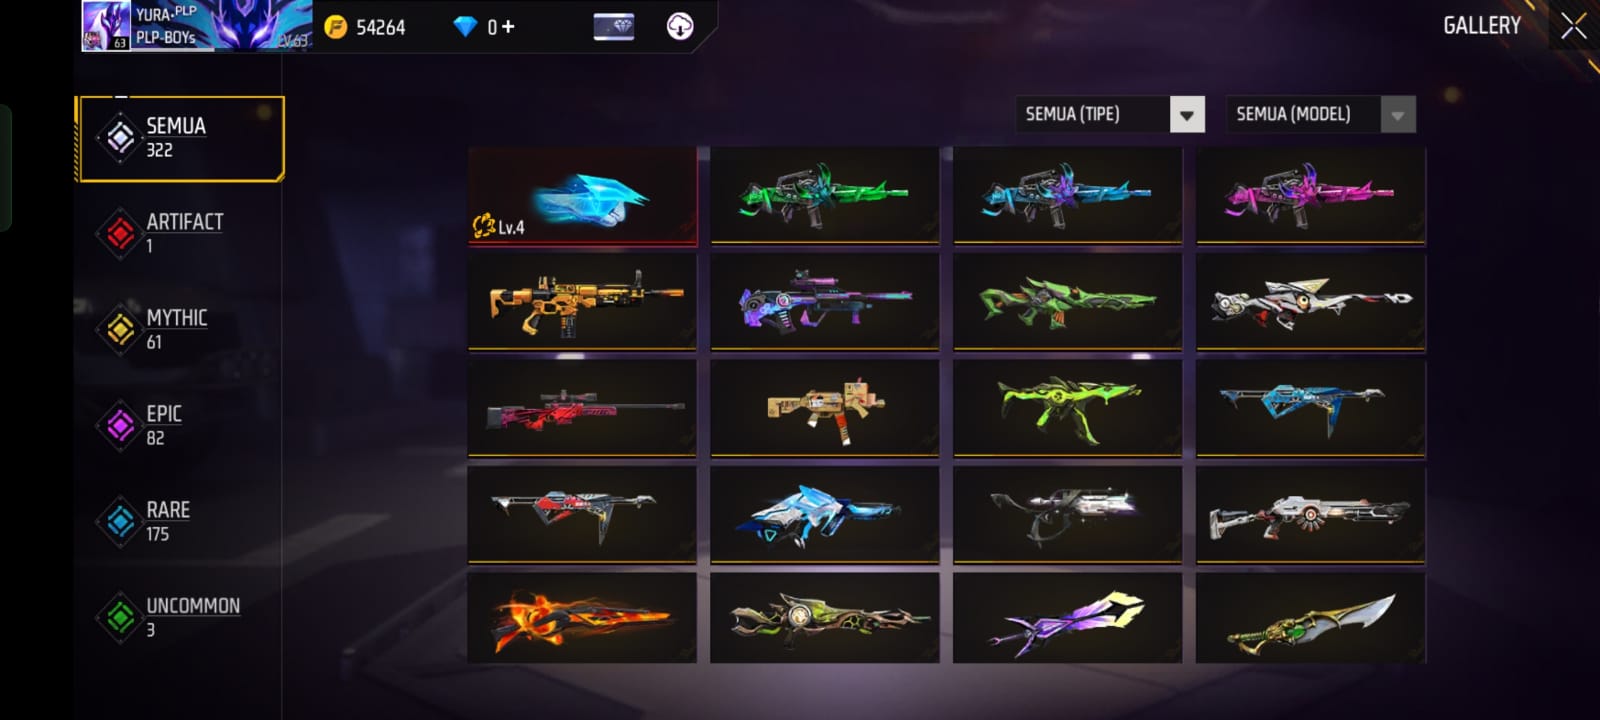 YURA•PLP
PLP-BOYs
63
LV.63
54264
0+
GALLERY
SEMUA (TIPE)
SEMUA (MODEL)
SEMUA
322
ARTIFACT
1
MYTHIC
61
EPIC
82
RARE
175
UNCOMMON
3
Lv.4